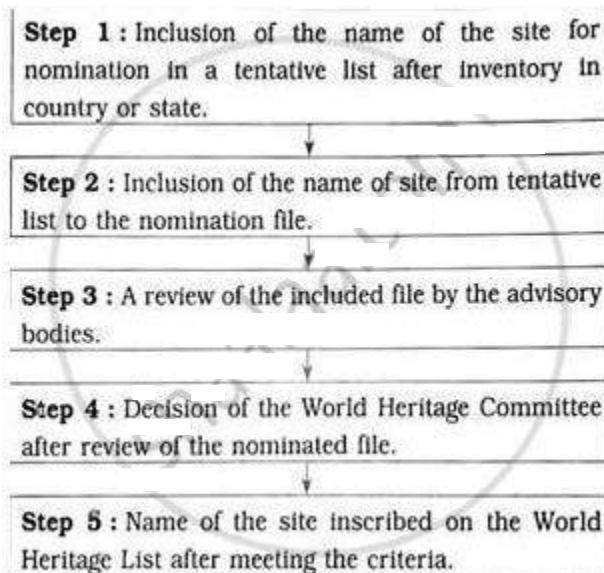 Step 1 : Inclusion of the name of the site for
nomination in a tentative list after inventory in
country or state.
Step 2 : Inclusion of the name of site from tentative
list to the nomination file.
Step 3 : A review of the included file by the advisory
bodies.
Step 4 : Decision of the World Heritage Committee
after review of the nominated file.
Step 5 : Name of the site inscribed on the World
Heritage List after meeting the criteria.